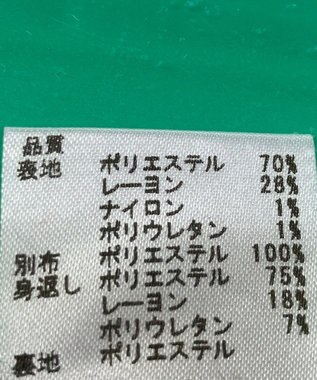 品質
表地 ポリエステル 70%
レーヨン 28%
ナイロン 1%
ポリウレタン 1%
別布 ポリエステル 100%
身返し ポリエステル 75%
レーヨン 18%
ポリウレタン 7%
裏地 ポリエステル